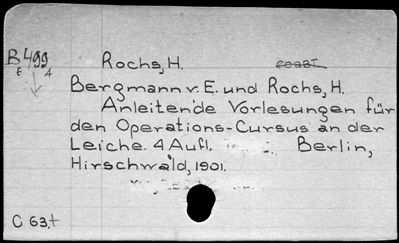 B499 Rochs, H.
E A
Bergmann v. E. und Rochs, H.
Anleitende Vorlesungen für
den Operations-Cursus an der
Leiche. 4 Aufl. Berlin,
Hirschwald, 1901.
C 63.t